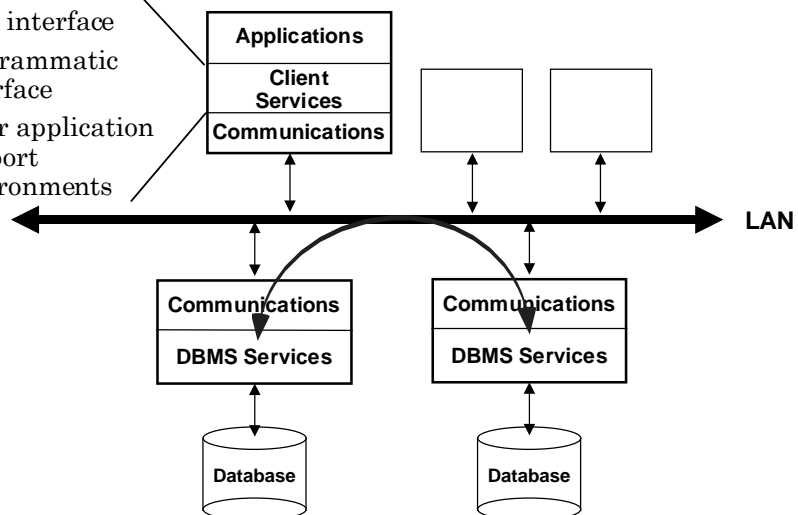 interface
rammatic
rface
r application
port
ronments
Applications
Client
Services
Communications
LAN
Communications
DBMS Services
Communications
DBMS Services
Database
Database